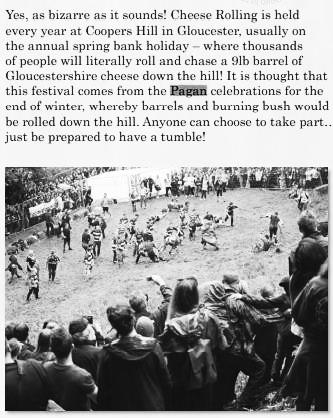 Yes, as bizarre as it sounds! Cheese Rolling is held
every year at Coopers Hill in Gloucester, usually on
the annual spring bank holiday – where thousands
of people will literally roll and chase a 9lb barrel of
Gloucestershire cheese down the hill! It is thought that
this festival comes from the Pagan celebrations for the
end of winter, whereby barrels and burning bush would
be rolled down the hill. Anyone can choose to take part..
just be prepared to have a tumble!